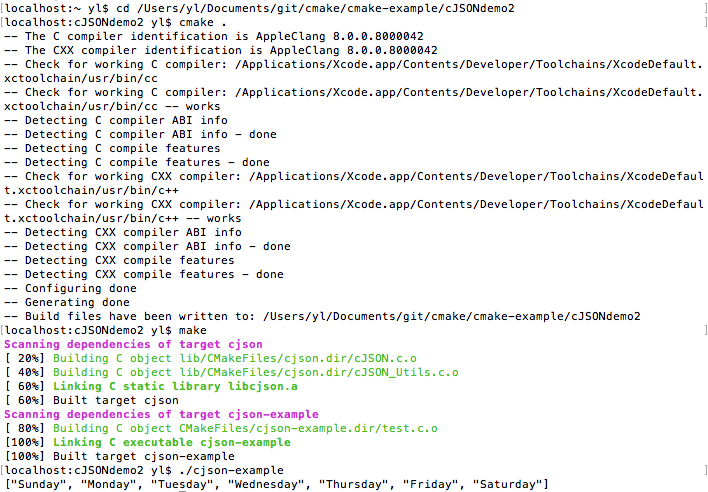 [localhost:~ yl$ cd /Users/yl/Documents/git/cmake/cmake-example/cJSONdemo2 ]
[localhost:cJSONdemo2 yl$ cmake . ]
-- The C compiler identification is AppleClang 8.0.0.8000042
-- The CXX compiler identification is AppleClang 8.0.0.8000042
-- Check for working C compiler: /Applications/Xcode.app/Contents/Developer/Toolchains/XcodeDefault.
xctoolchain/usr/bin/cc
-- Check for working C compiler: /Applications/Xcode.app/Contents/Developer/Toolchains/XcodeDefault.
xctoolchain/usr/bin/cc -- works
-- Detecting C compiler ABI info
-- Detecting C compiler ABI info - done
-- Detecting C compile features
-- Detecting C compile features - done
-- Check for working CXX compiler: /Applications/Xcode.app/Contents/Developer/Toolchains/XcodeDefaul
t.xctoolchain/usr/bin/c++
-- Check for working CXX compiler: /Applications/Xcode.app/Contents/Developer/Toolchains/XcodeDefaul
t.xctoolchain/usr/bin/c++ -- works
-- Detecting CXX compiler ABI info
-- Detecting CXX compiler ABI info - done
-- Detecting CXX compile features
-- Detecting CXX compile features - done
-- Configuring done
-- Generating done
-- Build files have been written to: /Users/yl/Documents/git/cmake/cmake-example/cJSONdemo2
[localhost:cJSONdemo2 yl$ make ]
Scanning dependencies of target cjson
[ 20%] Building C object lib/CMakeFiles/cjson.dir/cJSON.c.o
[ 40%] Building C object lib/CMakeFiles/cjson.dir/cJSON_Utils.c.o
[ 60%] Linking C static library libcjson.a
[ 60%] Built target cjson
Scanning dependencies of target cjson-example
[ 80%] Building C object CMakeFiles/cjson-example.dir/test.c.o
[100%] Linking C executable cjson-example
[100%] Built target cjson-example
[localhost:cJSONdemo2 yl$ ./cjson-example ]
["Sunday", "Monday", "Tuesday", "Wednesday", "Thursday", "Friday", "Saturday"]